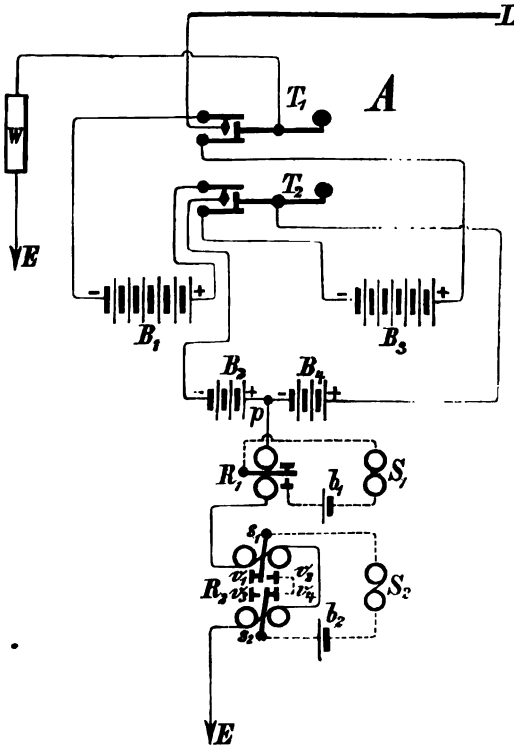 L
T1
A
W
T2
E
- +
B1
- +
B3
B2
B4
- + - +
p
R1
b1
S1
s1
v1 v2
R2
v3 v4
S2
s2
b2
E